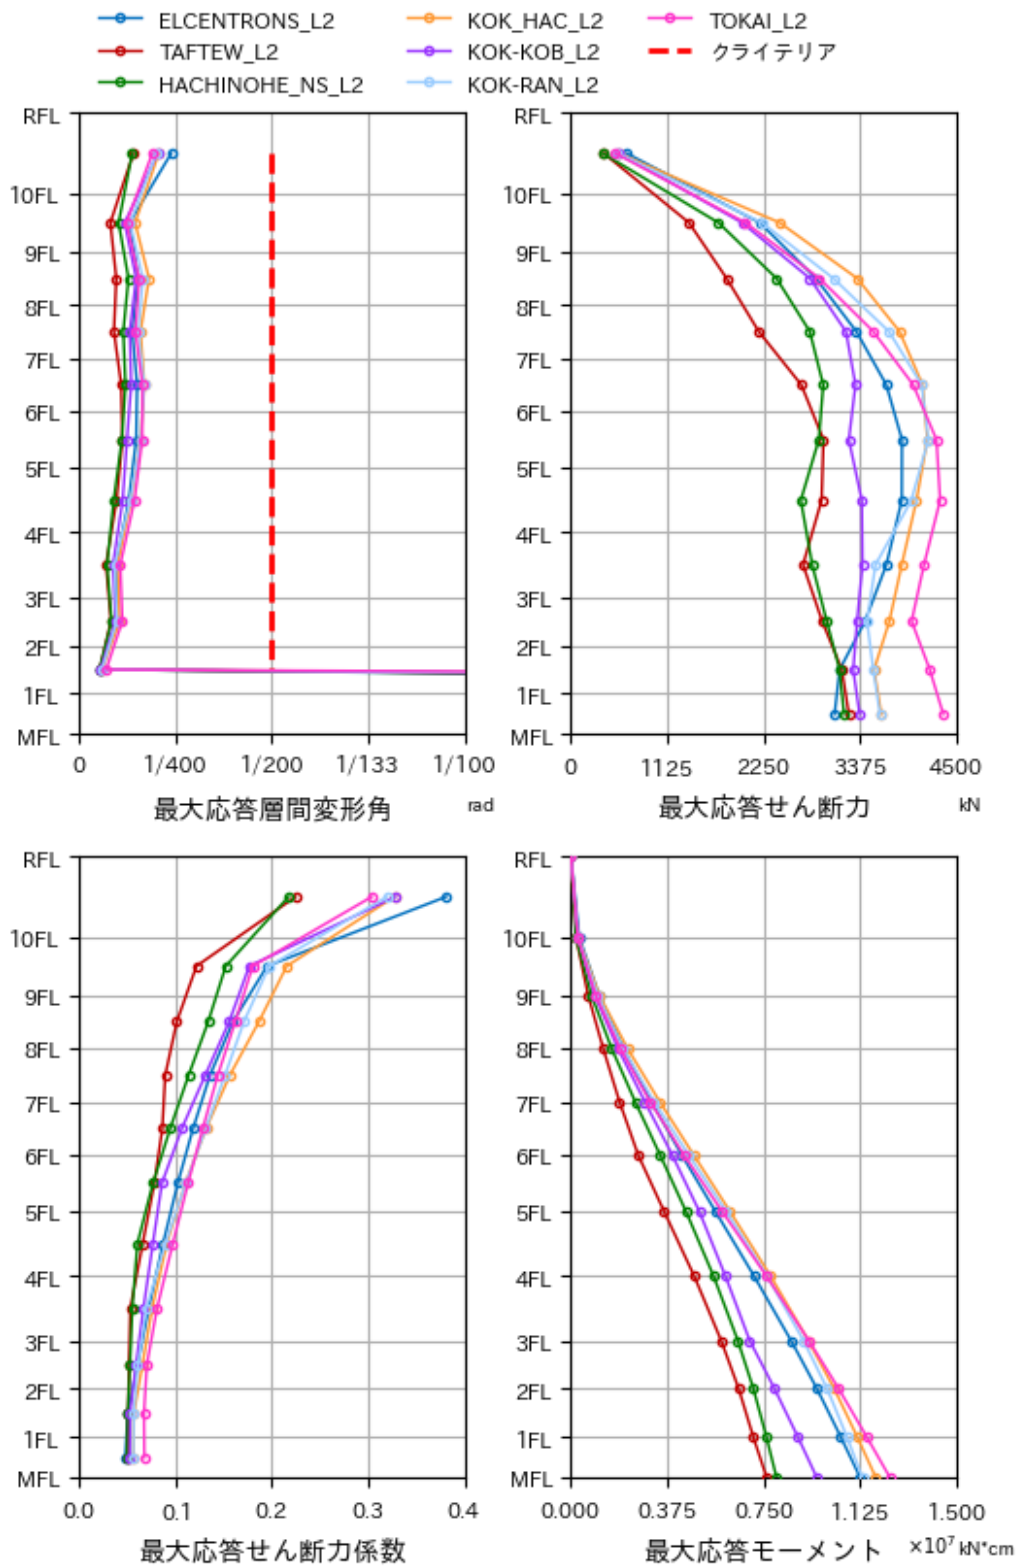 ELCENTRONS_L2 KOK_HAC_L2 TOKAI_L2
TAFTEW_L2 KOK-KOB_L2 クライテリア
HACHINOHE_NS_L2 KOK-RAN_L2
RFL
10FL
9FL
8FL
7FL
6FL
5FL
4FL
3FL
2FL
1FL
MFL
0 1/400 1/200 1/133 1/100
最大応答層間変形角 rad
RFL
10FL
9FL
8FL
7FL
6FL
5FL
4FL
3FL
2FL
1FL
MFL
0 1125 2250 3375 4500
最大応答せん断力 kN
RFL
10FL
9FL
8FL
7FL
6FL
5FL
4FL
3FL
2FL
1FL
MFL
0.0 0.1 0.2 0.3 0.4
最大応答せん断力係数
RFL
10FL
9FL
8FL
7FL
6FL
5FL
4FL
3FL
2FL
1FL
MFL
0.000 0.375 0.750 1.125 1.500
最大応答モーメント ×10⁷ kN*cm